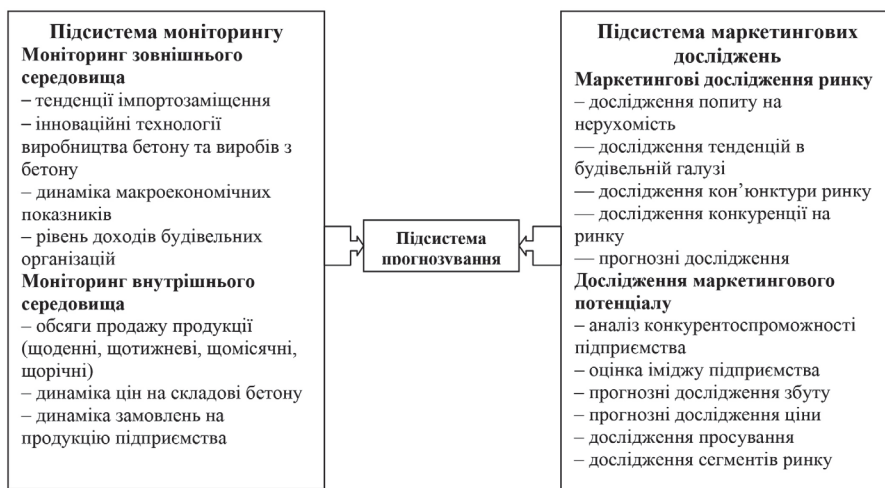 Підсистема моніторингу
Моніторинг зовнішнього
середовища
– тенденції імпортозаміщення
– інноваційні технології
виробництва бетону та виробів з
бетону
– динаміка макроекономічних
показників
– рівень доходів будівельних
організацій
Моніторинг внутрішнього
середовища
– обсяги продажу продукції
(щоденні, щотижневі, щомісячні,
щорічні)
– динаміка цін на складові бетону
– динаміка замовлень на
продукцію підприємства
Підсистема
прогнозування
Підсистема маркетингових
досліджень
Маркетингові дослідження ринку
– дослідження попиту на
нерухомість
— дослідження тенденцій в
будівельній галузі
— дослідження кон’юнктури ринку
— дослідження конкуренції на
ринку
— прогнозні дослідження
Дослідження маркетингового
потенціалу
– аналіз конкурентоспроможності
підприємства
– оцінка іміджу підприємства
– прогнозні дослідження збуту
– прогнозні дослідження ціни
– дослідження просування
– дослідження сегментів ринку